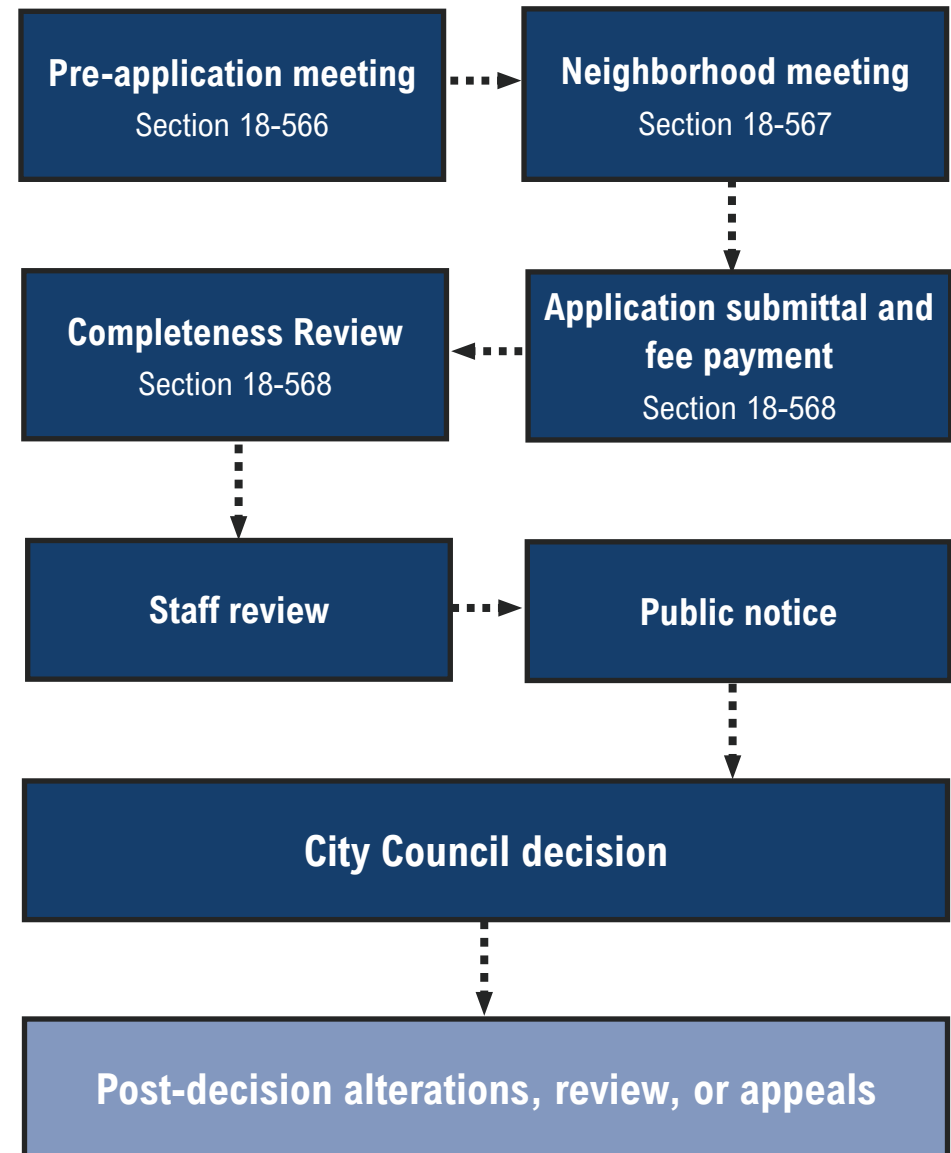 Pre-application meeting
Section 18-566
Neighborhood meeting
Section 18-567
Application submittal and
fee payment
Section 18-568
Completeness Review
Section 18-568
Staff review
Public notice
City Council decision
Post-decision alterations, review, or appeals